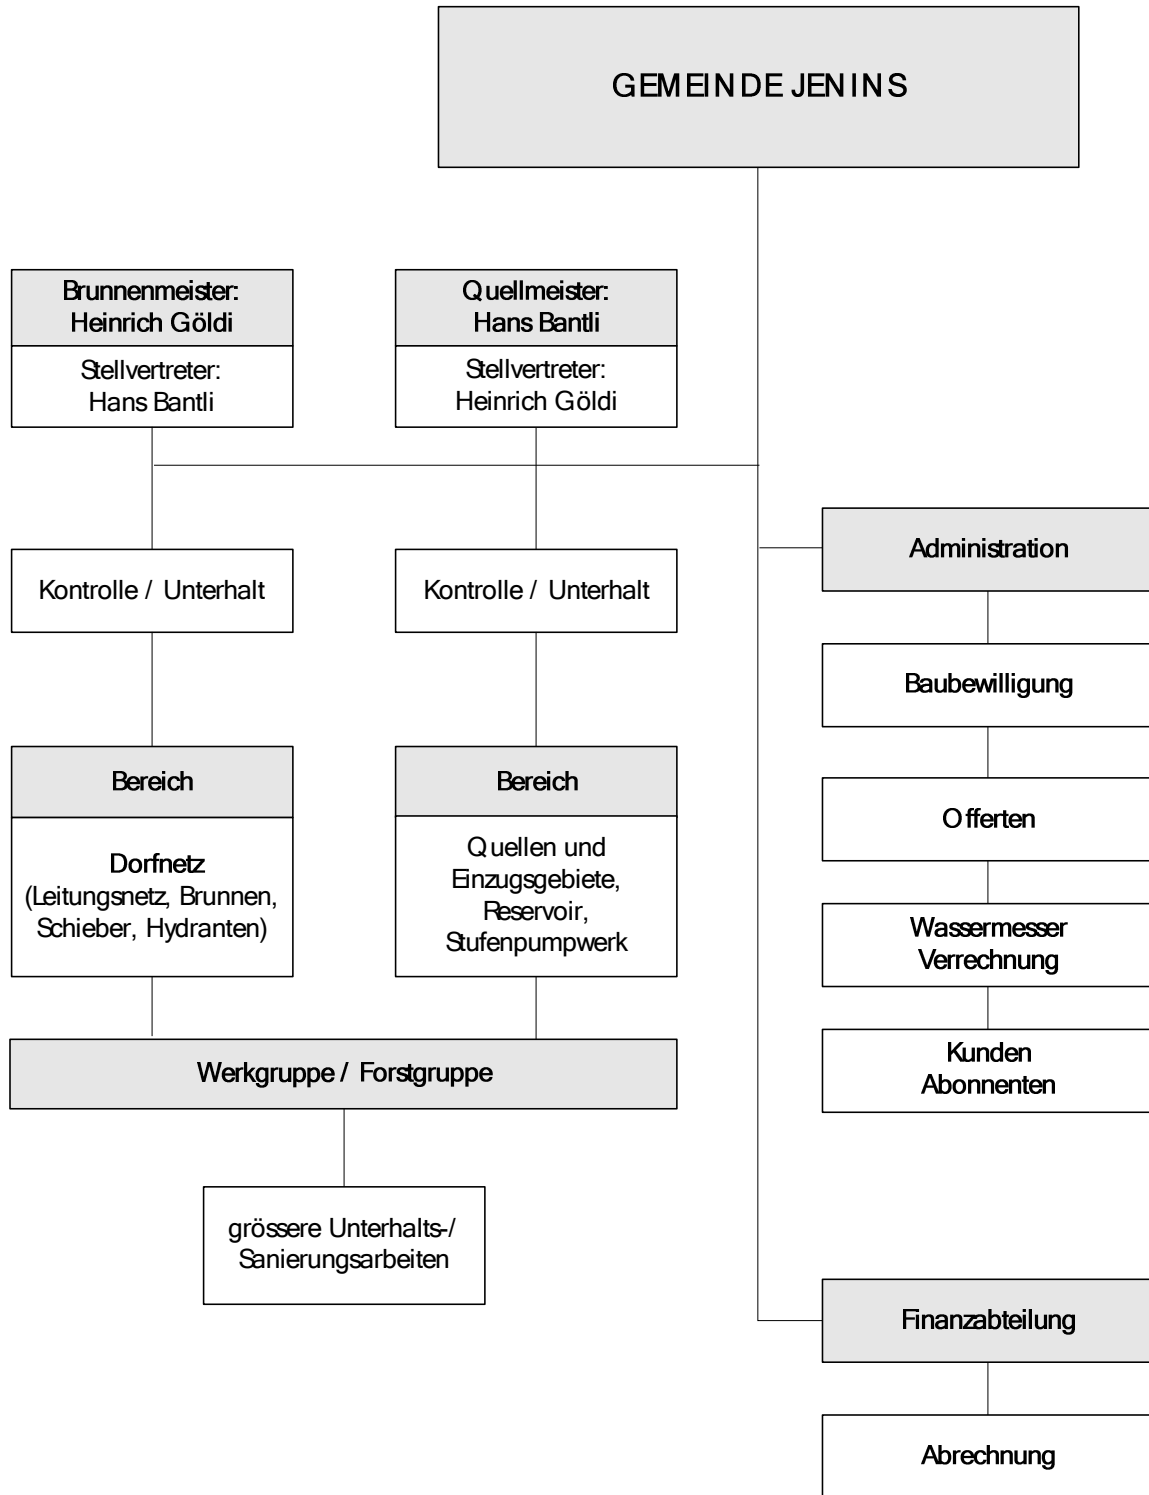 GEMEINDE JENINS
Brunnenmeister:
Heinrich Göldi
Stellvertreter:
Hans Bantli
Quellmeister:
Hans Bantli
Stellvertreter:
Heinrich Göldi
Kontrolle / Unterhalt
Kontrolle / Unterhalt
Bereich
Dorfnetz
(Leitungsnetz, Brunnen,
Schieber, Hydranten)
Bereich
Quellen und
Einzugsgebiete,
Reservoir,
Stufenpumpwerk
Werkgruppe / Forstgruppe
grössere Unterhalts-/
Sanierungsarbeiten
Administration
Baubewilligung
Offerten
Wassermesser
Verrechnung
Kunden
Abonnenten
Finanzabteilung
Abrechnung